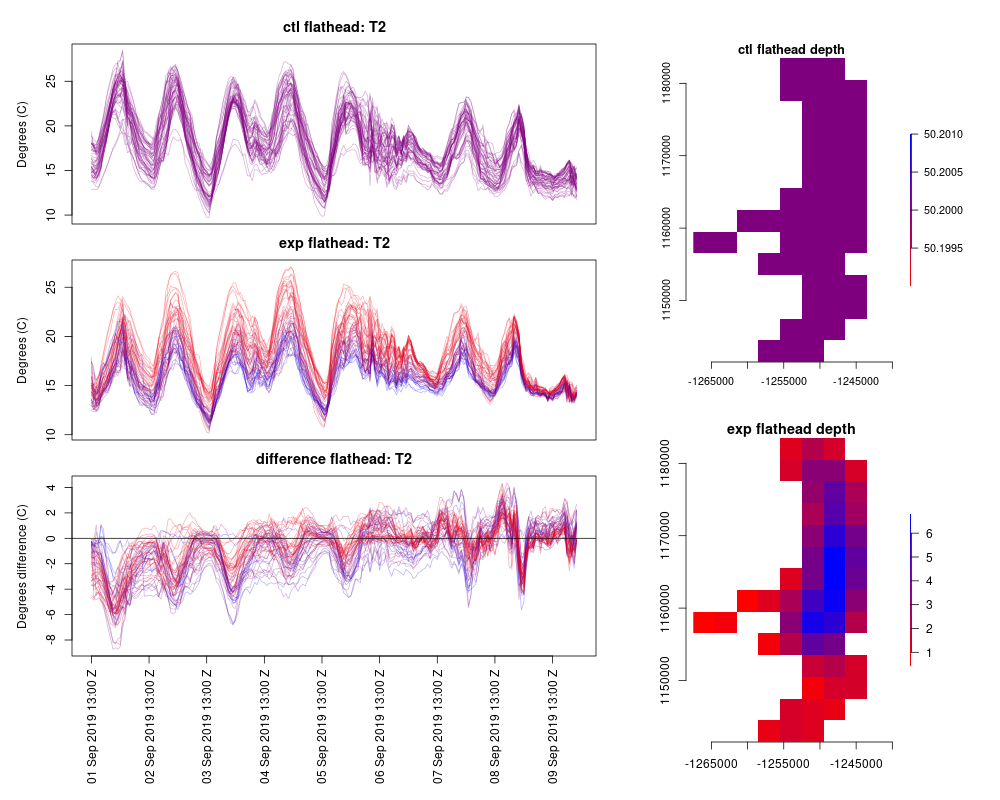 ctl flathead: T2
Degrees (C)
25
20
15
10
exp flathead: T2
Degrees (C)
25
20
15
10
difference flathead: T2
Degrees difference (C)
4
2
0
-2
-4
-6
-8
01 Sep 2019 13:00 Z
02 Sep 2019 13:00 Z
03 Sep 2019 13:00 Z
04 Sep 2019 13:00 Z
05 Sep 2019 13:00 Z
06 Sep 2019 13:00 Z
07 Sep 2019 13:00 Z
08 Sep 2019 13:00 Z
09 Sep 2019 13:00 Z
ctl flathead depth
1180000
1170000
1160000
1150000
-1265000
-1255000
-1245000
50.2010
50.2005
50.2000
50.1995
exp flathead depth
1180000
1170000
1160000
1150000
-1265000
-1255000
-1245000
6
5
4
3
2
1